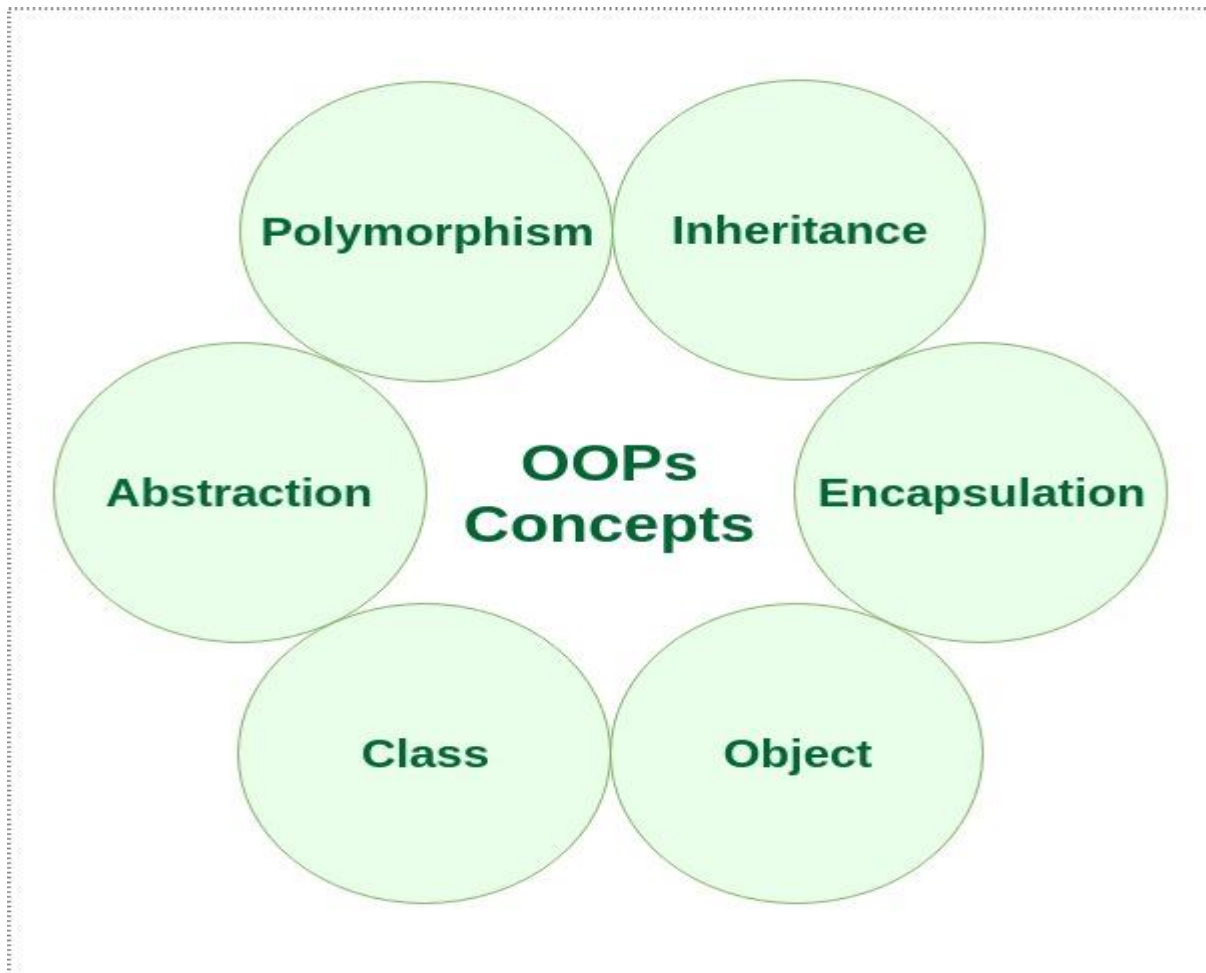 Polymorphism
Inheritance
Abstraction
OOPs
Concepts
Encapsulation
Class
Object